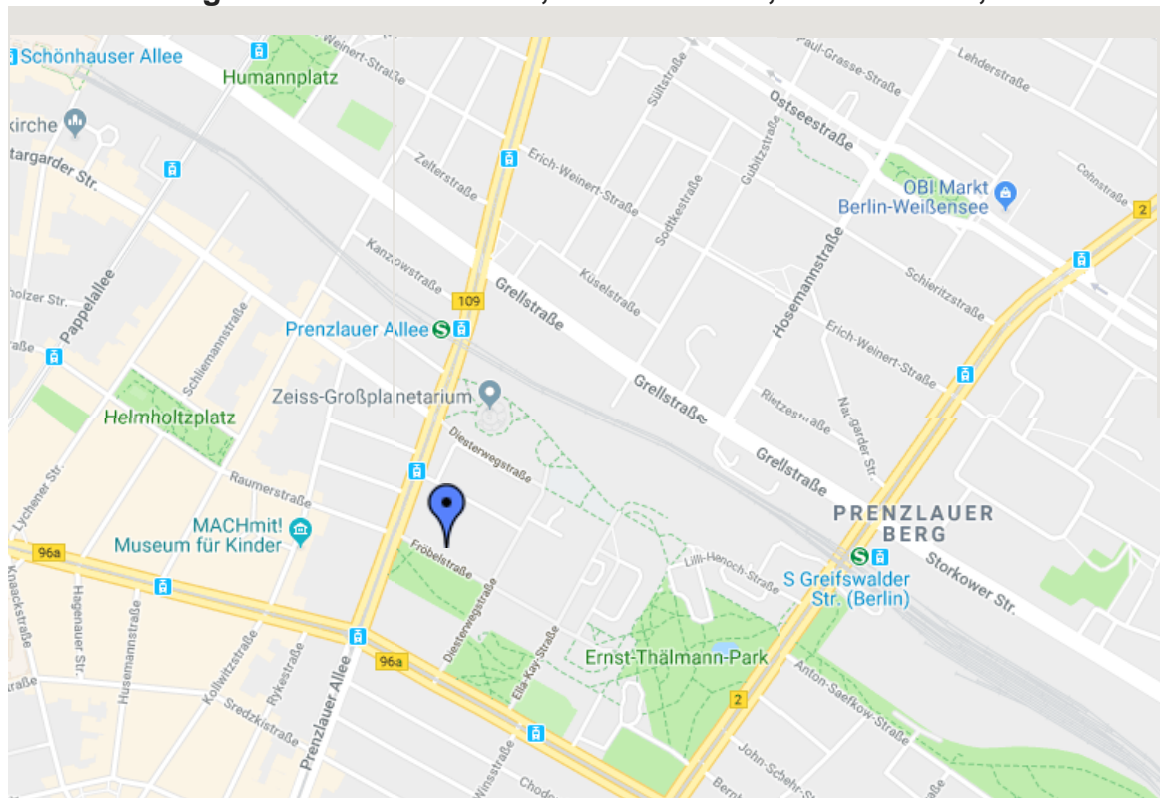 Schönhauser Allee
Humannplatz
Weinert-Straße
Sültstraße
Paul-Grasse-Straße
Lehderstraße
Ostseestraße
kirche
targarder Str.
Zelterstraße
Erich-Weinert-Straße
Gubitzstraße
Cohnstraße
OBI Markt
Berlin-Weißensee
2
Sodtkestraße
Kanzowstraße
Küselstraße
Hosemannstraße
Schieritzstraße
holzer Str.
Pappelallee
109
Grellstraße
Prenzlauer Allee
S
Schliemannstraße
Erich-Weinert-Straße
aße
Zeiss-Großplanetarium
Grellstraße
Rietzestraße
Naugarder Str.
Helmholtzplatz
Diesterwegstraße
Grellstraße
Lychener Str.
Raumerstraße
PRENZLAUER
BERG
MACHmit!
Museum für Kinder
96a
Fröbelstraße
Lilli-Henoch-Straße
S
S Greifswalder
Str. (Berlin)
Storkower Str.
Knaackstraße
Hagenauer Str.
Husemannstraße
Kollwitzstraße
Rykestraße
Diesterwegstraße
Ella-Kay-Straße
Ernst-Thälmann-Park
96a
raße
Sredzkistraße
Prenzlauer Allee
2
Anton-Saefkow-Straße
Winsstraße
John-Schehr-Str
aße